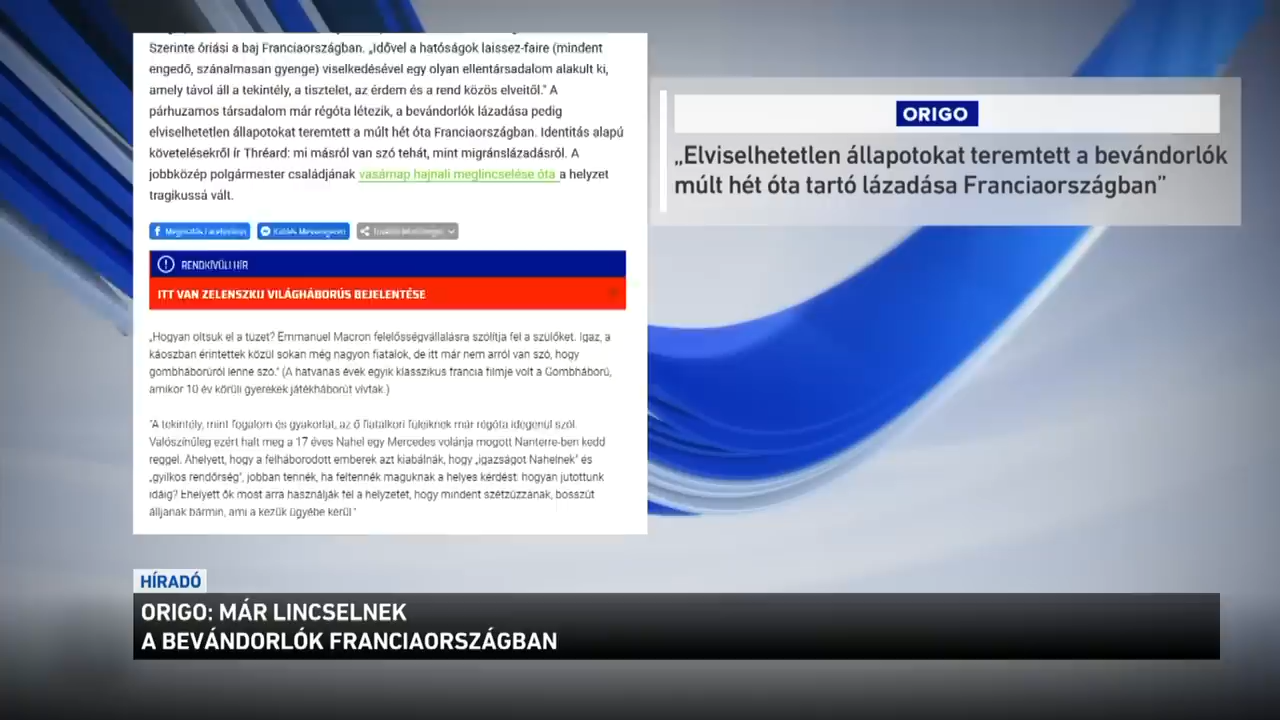 Szerinte óriási a baj Franciaországban. „Idővel a hatóságok laissez-faire (mindent
engedő, szánalmasan gyenge) viselkedésével egy olyan ellentársadalom alakult ki,
amely távol áll a tekintély, a tisztelet, az érdem és a rend közös elveitől." A
párhuzamos társadalom már régóta létezik, a bevándorlók lázadása pedig
elviselhetetlen állapotokat teremtett a múlt hét óta Franciaországban. Identitás alapú
követelésekről ír Thréard: mi másról van szó tehát, mint migránslázadásról. A
jobbközép polgármester családjának vasárnap hajnali meglincselése óta a helyzet
tragikussá vált.
RENDKÍVÜLI HÍR
ITT VAN ZELENSZKIJ VILÁGHÁBORÚS BEJELENTÉSE
„Hogyan oltsuk el a tüzet? Emmanuel Macron felelősségvállalásra szólítja fel a szülőket. Igaz, a
káoszban érintettek közül sokan még nagyon fiatalok, de itt már nem arról van szó, hogy
gombháborúról lenne szó." (A hatvanas évek egyik klasszikus francia filmje volt a Gombháború,
amikor 10 év körüli gyerekek játékháborút vívtak.)
"A tekintély, mint fogalom és gyakorlat, az ő fiatalkori füleiknek már régóta idegenül szól.
Valószínűleg ezért halt meg a 17 éves Nahel egy Mercedes volánja mögött Nanterre-ben kedd
reggel. Ahelyett, hogy a felháborodott emberek azt kiabálnák, hogy „igazságot Nahelnek" és
„gyilkos rendőrség", jobban tennék, ha feltennék maguknak a helyes kérdést: hogyan jutottunk
idáig? Ehelyett ők most arra használják fel a helyzetet, hogy mindent szétzúzzanak, bosszút
álljanak bármin, ami a kezük ügyébe kerül."
ORIGO
„Elviselhetetlen állapotokat teremtett a bevándorlók
múlt hét óta tartó lázadása Franciaországban”
HÍRADÓ
ORIGO: MÁR LINCSELNEK
A BEVÁNDORLÓK FRANCIAORSZÁGBAN